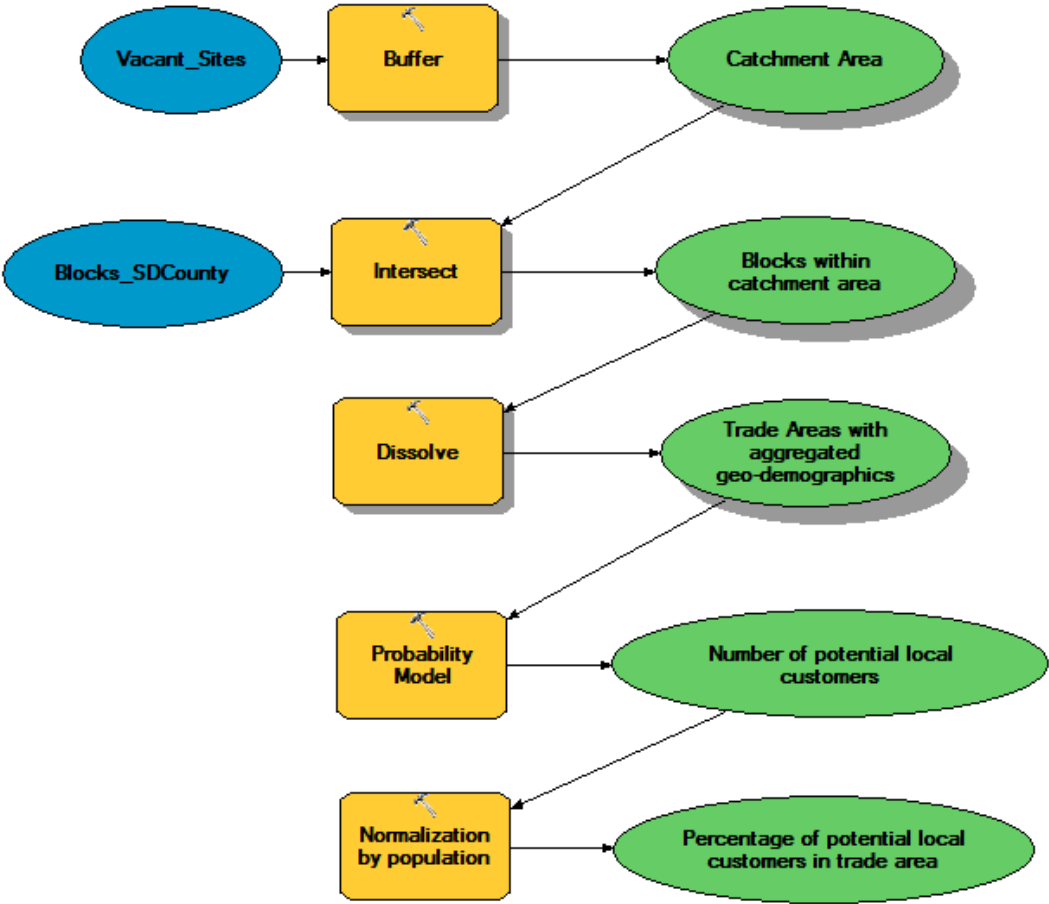 Vacant_Sites
Buffer
Catchment Area
Blocks_SDCounty
Intersect
Blocks within
catchment area
Dissolve
Trade Areas with
aggregated
geo-demographics
Probability
Model
Number of potential local
customers
Normalization
by population
Percentage of potential local
customers in trade area